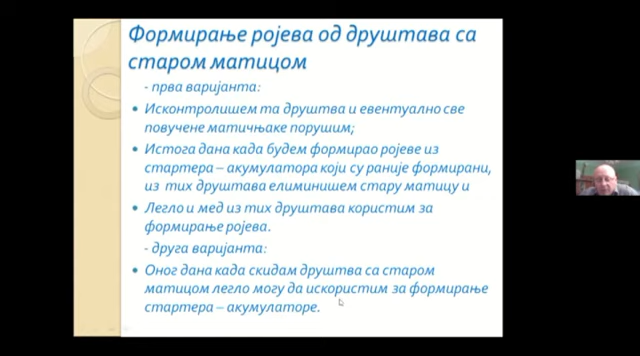 Формирање ројева од друштава са
старом матицом
- прва варијанта:
Исконтролишем та друштва и евентуално све
повучене матичњаке порушим;
Истога дана када будем формирао ројеве из
стартера – акумулатора који су раније формирани,
из тих друштава елиминишем стару матицу и
Легло и мед из тих друштава користим за
формирање ројева.
- друга варијанта:
Оног дана када скидам друштва са старом
матицом легло могу да искористим за формирање
стартера – акумулаторе.